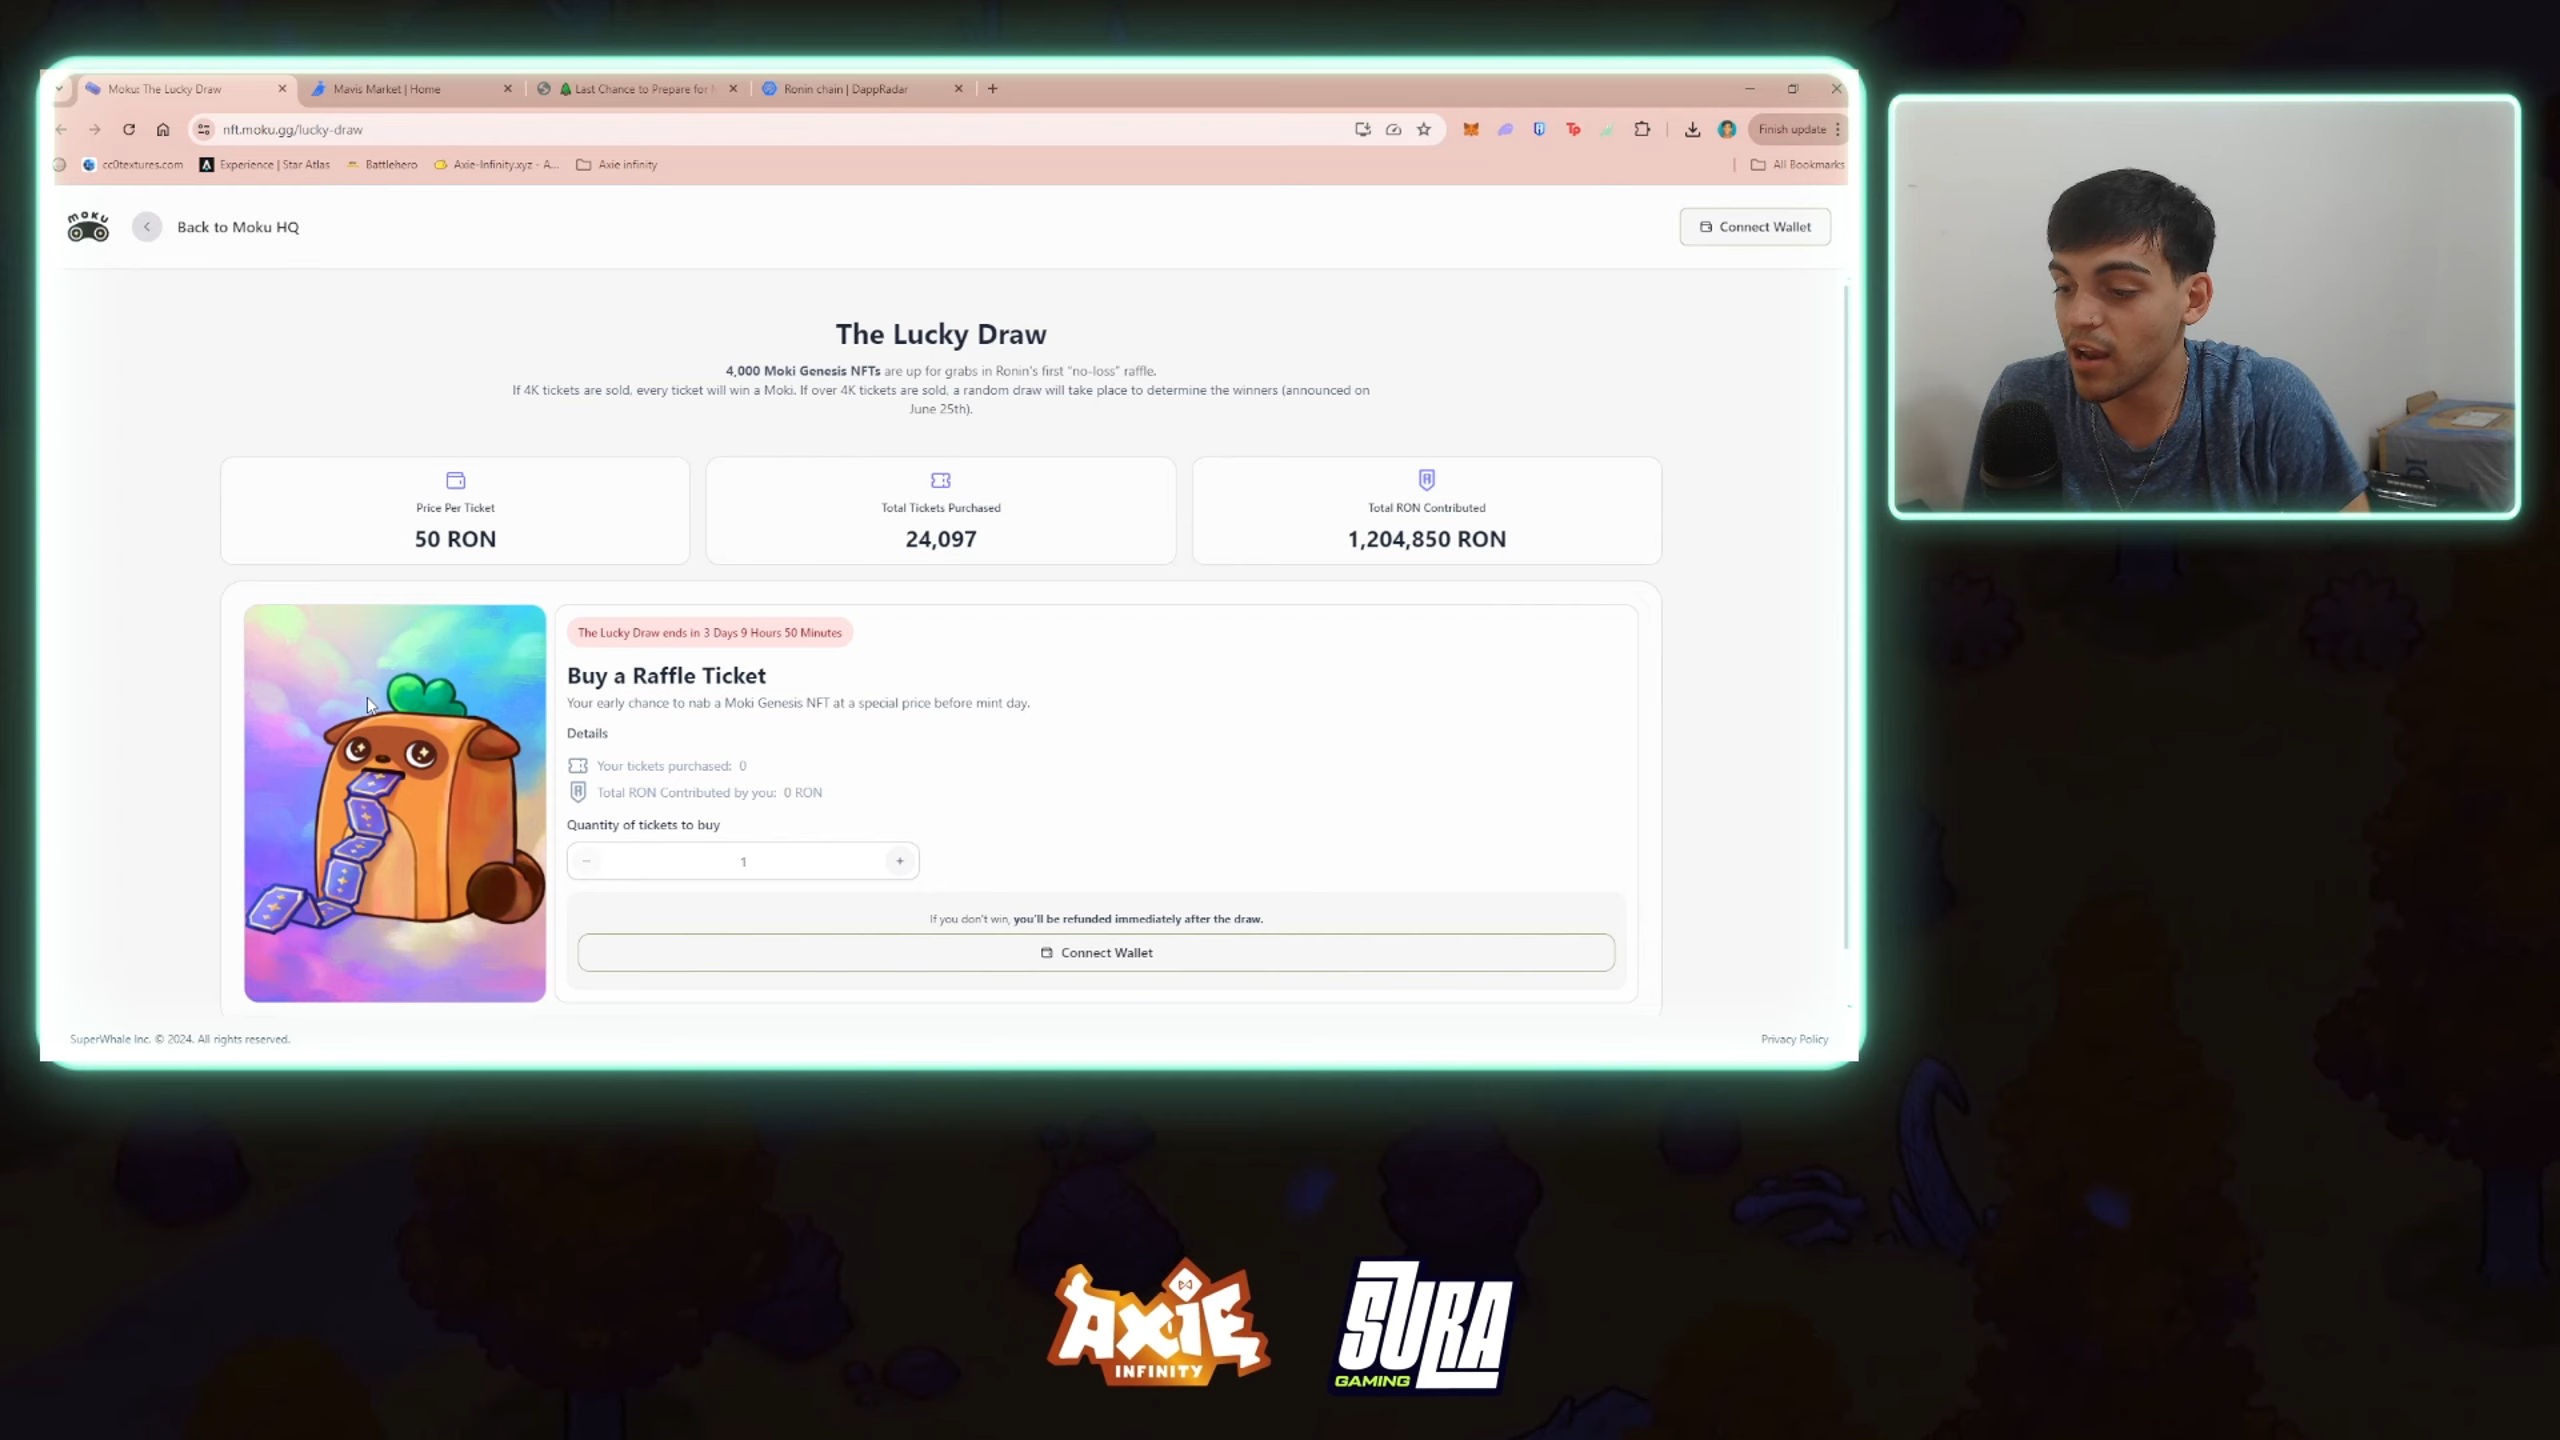 Moku: The Lucky Draw
Mavis Market | Home
Last Chance to Prepare for
Ronin chain | DappRadar
nft.moku.gg/lucky-draw
Tp
Finish update
cc0textures.com
Experience | Star Atlas
Battlehero
Axie-Infinity.xyz - A...
Axie infinity
All Bookmarks
MOKU
Back to Moku HQ
Connect Wallet
The Lucky Draw
4,000 Moki Genesis NFTs are up for grabs in Ronin's first "no-loss" raffle.
If 4K tickets are sold, every ticket will win a Moki. If over 4K tickets are sold, a random draw will take place to determine the winners (announced on
June 25th).
Price Per Ticket
50 RON
Total Tickets Purchased
24,097
Total RON Contributed
1,204,850 RON
The Lucky Draw ends in 3 Days 9 Hours 50 Minutes
Buy a Raffle Ticket
Your early chance to nab a Moki Genesis NFT at a special price before mint day.
Details
Your tickets purchased: 0
Total RON Contributed by you: 0 RON
Quantity of tickets to buy
1
If you don't win, you'll be refunded immediately after the draw.
Connect Wallet
SuperWhale Inc. © 2024. All rights reserved.
Privacy Policy
AXIE
INFINITY
SURA
GAMING